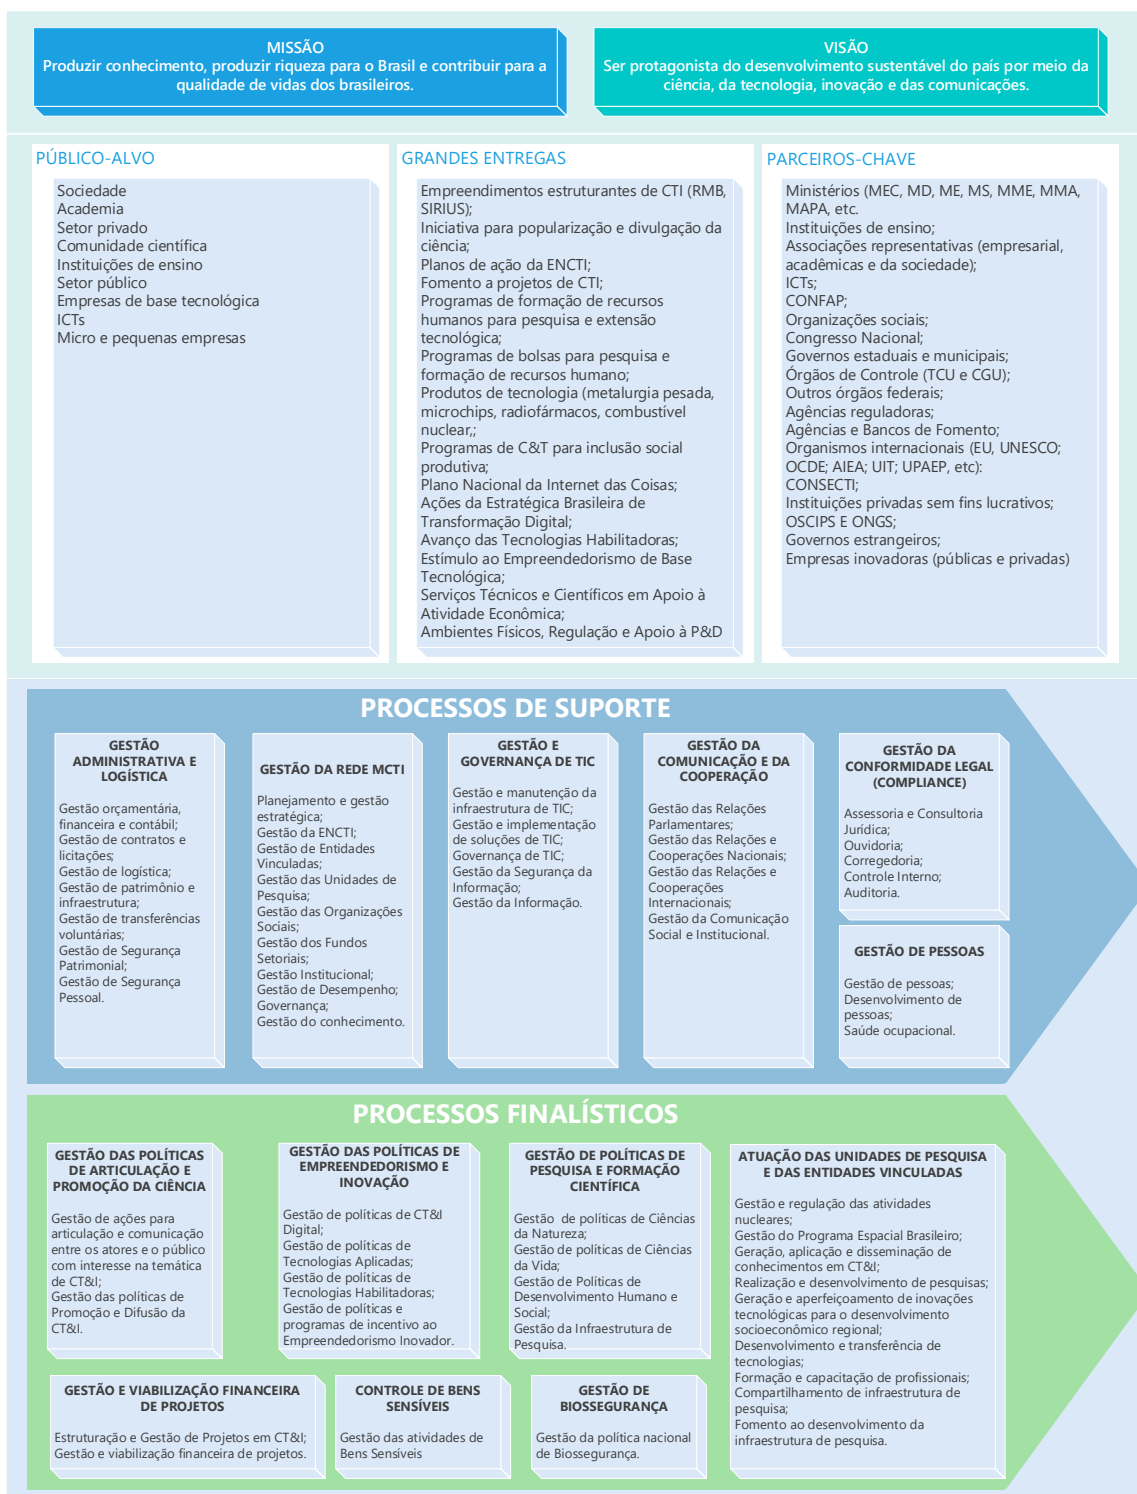 MISSÃO
Produzir conhecimento, produzir riqueza para o Brasil e contribuir para a
qualidade de vidas dos brasileiros.
VISÃO
Ser protagonista do desenvolvimento sustentável do país por meio da
ciência, da tecnologia, inovação e das comunicações.
PÚBLICO-ALVO
Sociedade
Academia
Setor privado
Comunidade científica
Instituições de ensino
Setor público
Empresas de base tecnológica
ICTs
Micro e pequenas empresas
GRANDES ENTREGAS
Empreendimentos estruturantes de CTI (RMB,
SIRIUS);
Iniciativa para popularização e divulgação da
ciência;
Planos de ação da ENCTI;
Fomento a projetos de CTI;
Programas de formação de recursos
humanos para pesquisa e extensão
tecnológica;
Programas de bolsas para pesquisa e
formação de recursos humano;
Produtos de tecnologia (metalurgia pesada,
microchips, radiofármacos, combustível
nuclear,;
Programas de C&T para inclusão social
produtiva;
Plano Nacional da Internet das Coisas;
Ações da Estratégica Brasileira de
Transformação Digital;
Avanço das Tecnologias Habilitadoras;
Estímulo ao Empreendedorismo de Base
Tecnológica;
Serviços Técnicos e Científicos em Apoio à
Atividade Econômica;
Ambientes Físicos, Regulação e Apoio à P&D
PARCEIROS-CHAVE
Ministérios (MEC, MD, ME, MS, MME, MMA,
MAPA, etc.
Instituições de ensino;
Associações representativas (empresarial,
acadêmicas e da sociedade);
ICTs;
CONFAP;
Organizações sociais;
Congresso Nacional;
Governos estaduais e municipais;
Órgãos de Controle (TCU e CGU);
Outros órgãos federais;
Agências reguladoras;
Agências e Bancos de Fomento;
Organismos internacionais (EU, UNESCO;
OCDE; AIEA; UIT; UPAEP, etc):
CONSECTI;
Instituições privadas sem fins lucrativos;
OSCIPS E ONGS;
Governos estrangeiros;
Empresas inovadoras (públicas e privadas)
PROCESSOS DE SUPORTE
GESTÃO
ADMINISTRATIVA E
LOGÍSTICA
Gestão orçamentária,
financeira e contábil;
Gestão de contratos e
licitações;
Gestão de logística;
Gestão de patrimônio e
infraestrutura;
Gestão de transferências
voluntárias;
Gestão de Segurança
Patrimonial;
Gestão de Segurança
Pessoal.
GESTÃO DA REDE MCTI
Planejamento e gestão
estratégica;
Gestão da ENCTI;
Gestão de Entidades
Vinculadas;
Gestão das Unidades de
Pesquisa;
Gestão das Organizações
Sociais;
Gestão dos Fundos
Setoriais;
Gestão Institucional;
Gestão de Desempenho;
Governança;
Gestão do conhecimento.
GESTÃO E
GOVERNANÇA DE TIC
Gestão e manutenção da
infraestrutura de TIC;
Gestão e implementação
de soluções de TIC;
Governança de TIC;
Gestão da Segurança da
Informação;
Gestão da Informação.
GESTÃO DA
COMUNICAÇÃO E DA
COOPERAÇÃO
Gestão das Relações
Parlamentares;
Gestão das Relações e
Cooperações Nacionais;
Gestão das Relações e
Cooperações
Internacionais;
Gestão da Comunicação
Social e Institucional.
GESTÃO DA
CONFORMIDADE LEGAL
(COMPLIANCE)
Assessoria e Consultoria
Jurídica;
Ouvidoria;
Corregedoria;
Controle Interno;
Auditoria.
GESTÃO DE PESSOAS
Gestão de pessoas;
Desenvolvimento de
pessoas;
Saúde ocupacional.
PROCESSOS FINALÍSTICOS
GESTÃO DAS POLÍTICAS
DE ARTICULAÇÃO E
PROMOÇÃO DA CIÊNCIA
Gestão de ações para
articulação e comunicação
entre os atores e o público
com interesse na temática
de CT&I;
Gestão das políticas de
Promoção e Difusão da
CT&I.
GESTÃO DAS POLÍTICAS DE
EMPREENDEDORISMO E
INOVAÇÃO
Gestão de políticas de CT&I
Digital;
Gestão de políticas de
Tecnologias Aplicadas;
Gestão de políticas de
Tecnologias Habilitadoras;
Gestão de políticas e
programas de incentivo ao
Empreendedorismo Inovador.
GESTÃO DE POLÍTICAS DE
PESQUISA E FORMAÇÃO
CIENTÍFICA
Gestão  de políticas de Ciências
da Natureza;
Gestão de políticas de Ciências
da Vida;
Gestão de Políticas de
Desenvolvimento Humano e
Social;
Gestão da Infraestrutura de
Pesquisa.
ATUAÇÃO DAS UNIDADES DE PESQUISA
E DAS ENTIDADES VINCULADAS
Gestão e regulação das atividades
nucleares;
Gestão do Programa Espacial Brasileiro;
Geração, aplicação e disseminação de
conhecimentos em CT&I;
Realização e desenvolvimento de pesquisas;
Geração e aperfeiçoamento de inovações
tecnológicas para o desenvolvimento
socioeconômico regional;
Desenvolvimento e transferência de
tecnologias;
Formação e capacitação de profissionais;
Compartilhamento de infraestrutura de
pesquisa;
Fomento ao desenvolvimento da
infraestrutura de pesquisa.
GESTÃO E VIABILIZAÇÃO FINANCEIRA
DE PROJETOS
Estruturação e Gestão de Projetos em CT&I;
Gestão e viabilização financeira de projetos.
CONTROLE DE BENS
SENSÍVEIS
Gestão das atividades de
Bens Sensíveis
GESTÃO DE
BIOSSEGURANÇA
Gestão da política nacional
de Biossegurança.